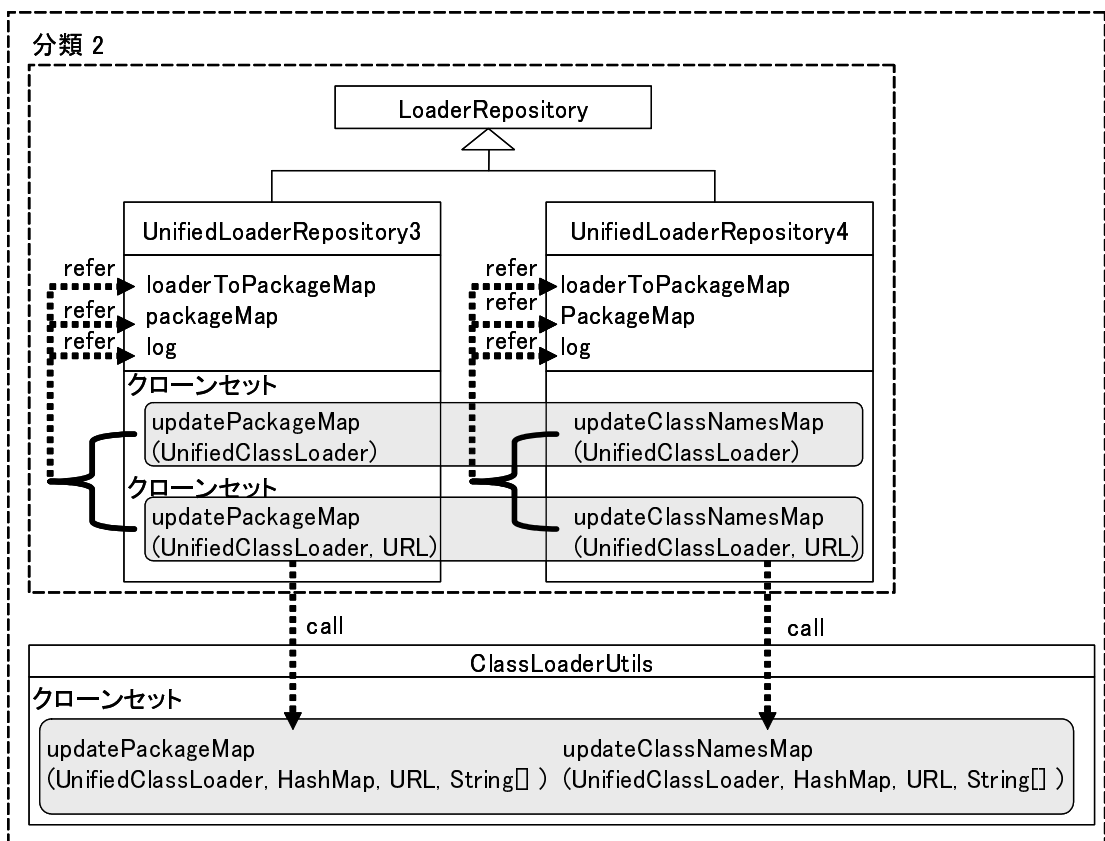 分類 2
LoaderRepository
UnifiedLoaderRepository3
UnifiedLoaderRepository4
refer
loaderToPackageMap
refer
packageMap
refer
log
refer
loaderToPackageMap
refer
PackageMap
refer
log
クローンセット
updatePackageMap
(UnifiedClassLoader)
updateClassNamesMap
(UnifiedClassLoader)
クローンセット
updatePackageMap
(UnifiedClassLoader, URL)
updateClassNamesMap
(UnifiedClassLoader, URL)
call
call
ClassLoaderUtils
クローンセット
updatePackageMap
(UnifiedClassLoader, HashMap, URL, String[] )
updateClassNamesMap
(UnifiedClassLoader, HashMap, URL, String[] )